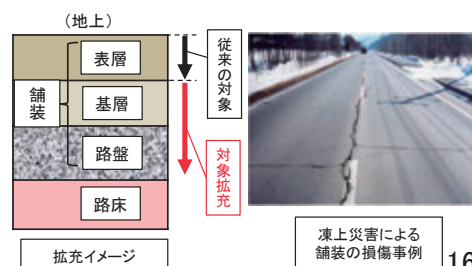 （地上）
表層
舗装
基層
路盤
路床
従来の対象
対象拡充
拡充イメージ
凍上災害による
舗装の損傷事例
16